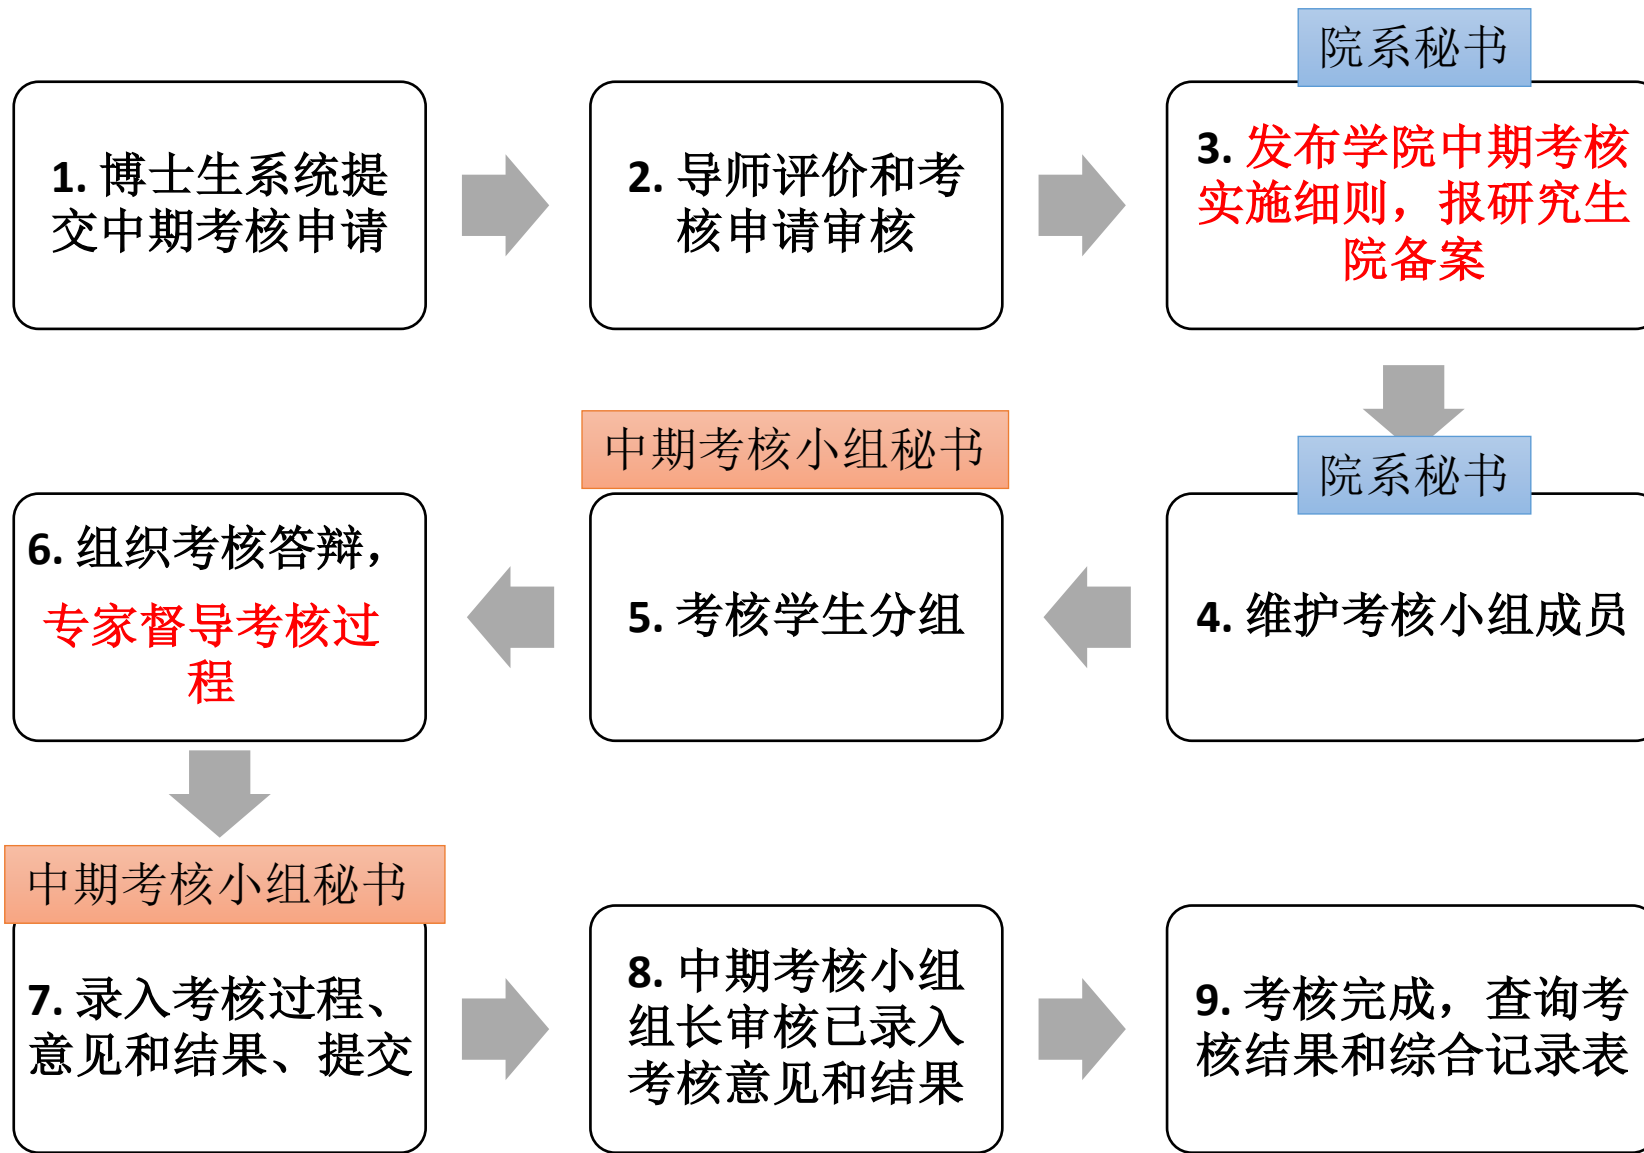 1. 博士生系统提
交中期考核申请
2. 导师评价和考
核申请审核
院系秘书
3. 发布学院中期考核
实施细则，报研究生
院备案
院系秘书
4. 维护考核小组成员
中期考核小组秘书
5. 考核学生分组
6. 组织考核答辩，
专家督导考核过
程
中期考核小组秘书
7. 录入考核过程、
意见和结果、提交
8. 中期考核小组
组长审核已录入
考核意见和结果
9. 考核完成，查询考
核结果和综合记录表